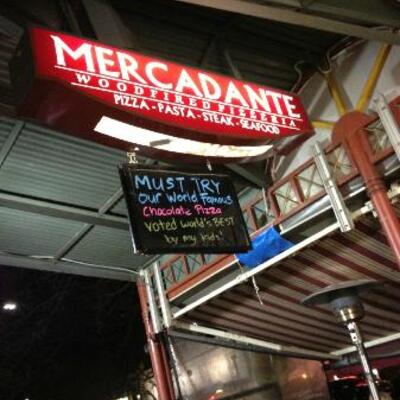 MERCADANTE
WOODFIRED PIZZERIA
PIZZA - PASTA - STEAK - SEAFOOD
MUST TRY
Our World Famous
Chocolate Pizza
Voted World's BEST
by my kids!